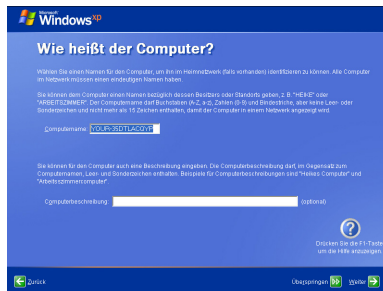 Microsoft
Windows xp
Wie heißt der Computer?
Wählen Sie einen Namen für den Computer, um ihn im Heimnetzwerk (falls vorhanden) identifizieren zu können. Alle Computer
im Netzwerk müssen einen eindeutigen Namen haben.
Sie können dem Computer einen Namen bezüglich dessen Besitzers oder Standorts geben, z. B. "HEIKE" oder
"ARBEITSZIMMER". Der Computername darf Buchstaben (A-Z, a-z), Zahlen (0-9) und Bindestriche, aber keine Leer- oder
Sonderzeichen und nicht mehr als 15 Zeichen enthalten, damit der Computer in einem Netzwerk angezeigt wird.
Computername:
Sie können für den Computer auch eine Beschreibung eingeben. Die Computerbeschreibung darf, im Gegensatz zum
Computernamen, Leer- und Sonderzeichen enthalten. Beispiele für Computerbeschreibungen sind "Heikes Computer" und
"Arbeitszimmercomputer".
Computerbeschreibung: (optional)
Drücken Sie die F1-Taste
um die Hilfe anzuzeigen.
Zurück Überspringen Weiter